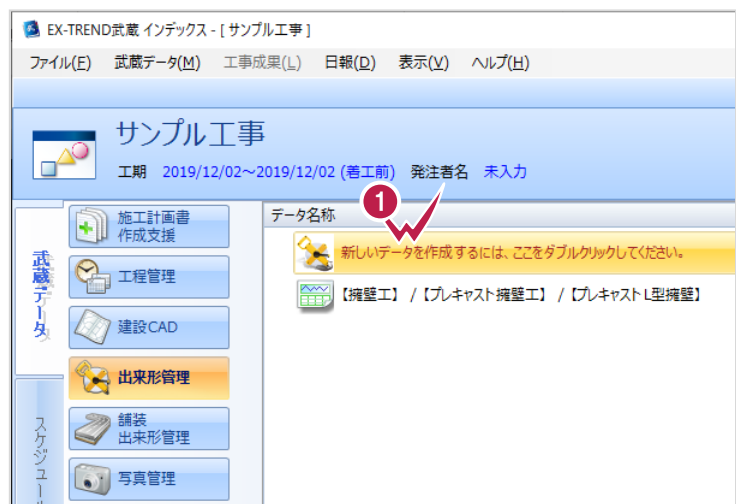 EX-TREND武蔵 インデックス - [ サンプル工事 ]
ファイル(F) 武蔵データ(M) 工事成果(L) 日報(D) 表示(V) ヘルプ(H)
サンプル工事
工期 2019/12/02～2019/12/02 (着工前) 発注者名 未入力
武蔵データ
スケジュール
施工計画書
作成支援
工程管理
建設CAD
出来形管理
舗装
出来形管理
写真管理
データ名称
1
新しいデータを作成するには、ここをダブルクリックしてください。
【擁壁工】 / 【プレキャスト擁壁工】 / 【プレキャストL型擁壁】